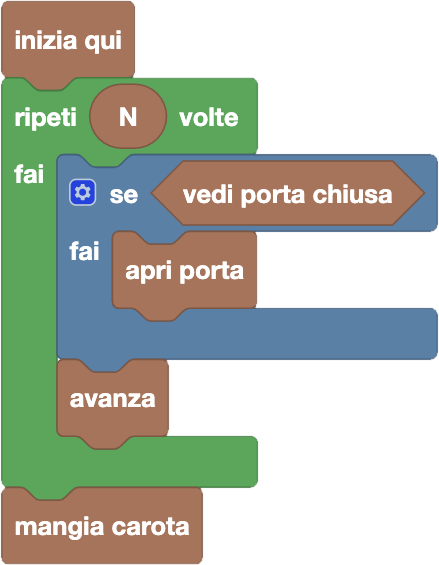 inizia qui
ripeti N volte
fai
se vedi porta chiusa
fai
apri porta
avanza
mangia carota